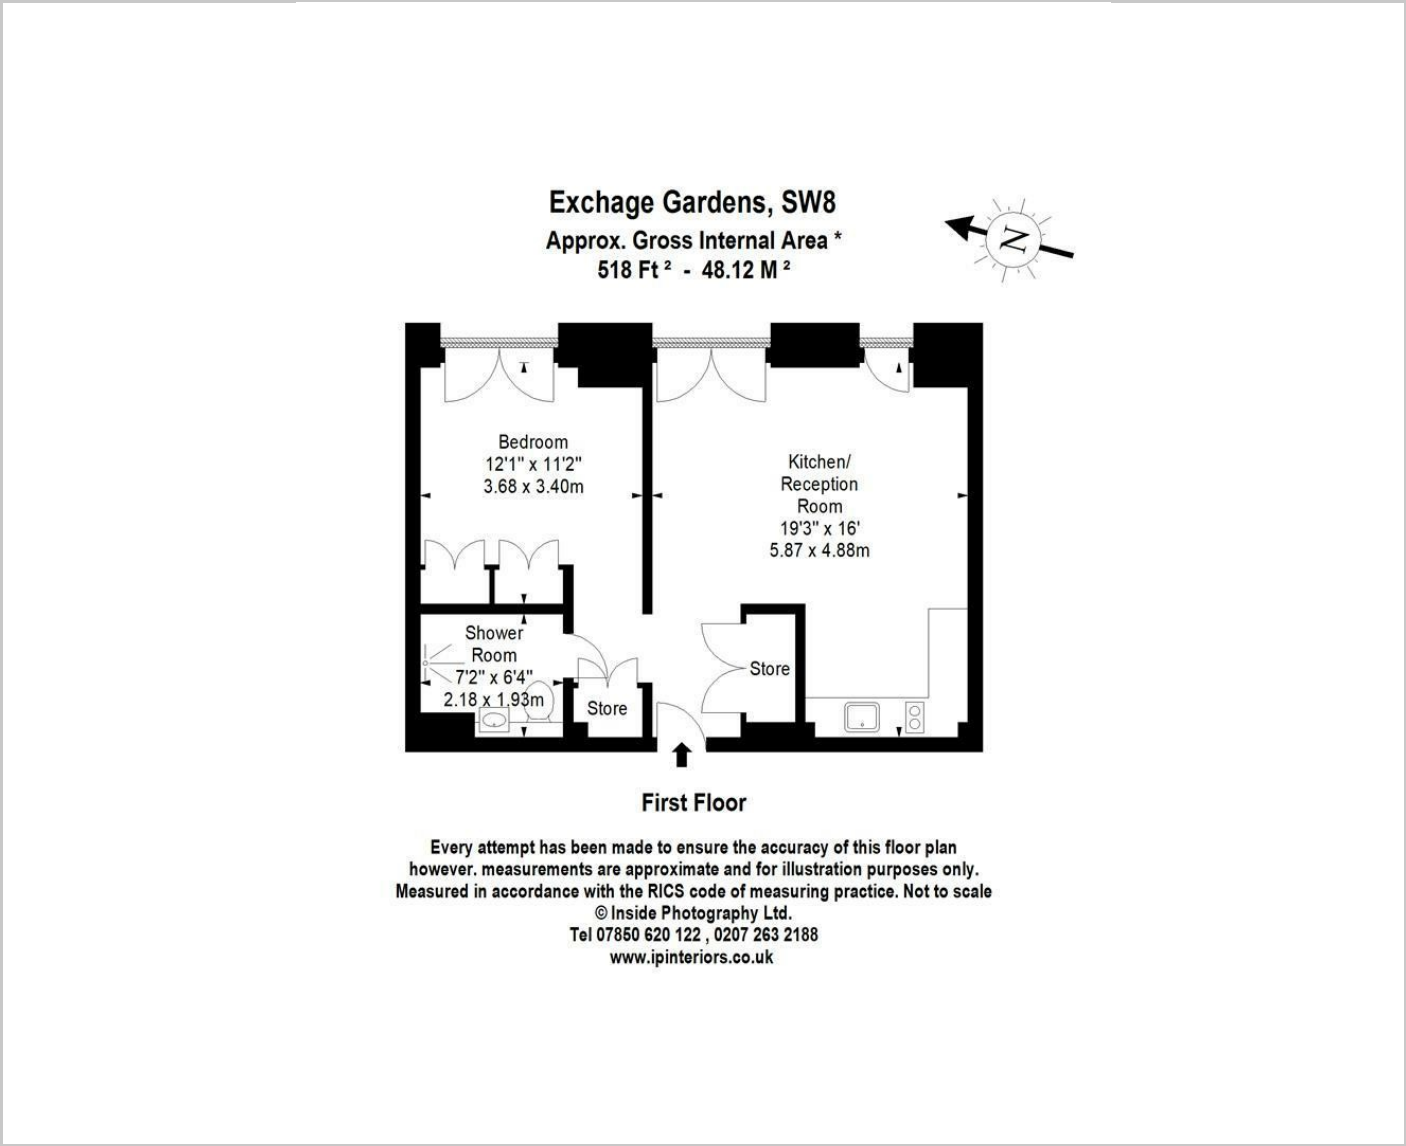 Exchage Gardens, SW8
Approx. Gross Internal Area *
518 Ft ² - 48.12 M ²
N
Bedroom
12'1" x 11'2"
3.68 x 3.40m
Kitchen/
Reception
Room
19'3" x 16'
5.87 x 4.88m
Shower
Room
7'2" x 6'4"
2.18 x 1.93m
Store
Store
First Floor
Every attempt has been made to ensure the accuracy of this floor plan
however. measurements are approximate and for illustration purposes only.
Measured in accordance with the RICS code of measuring practice. Not to scale
© Inside Photography Ltd.
Tel 07850 620 122 , 0207 263 2188
www.ipinteriors.co.uk